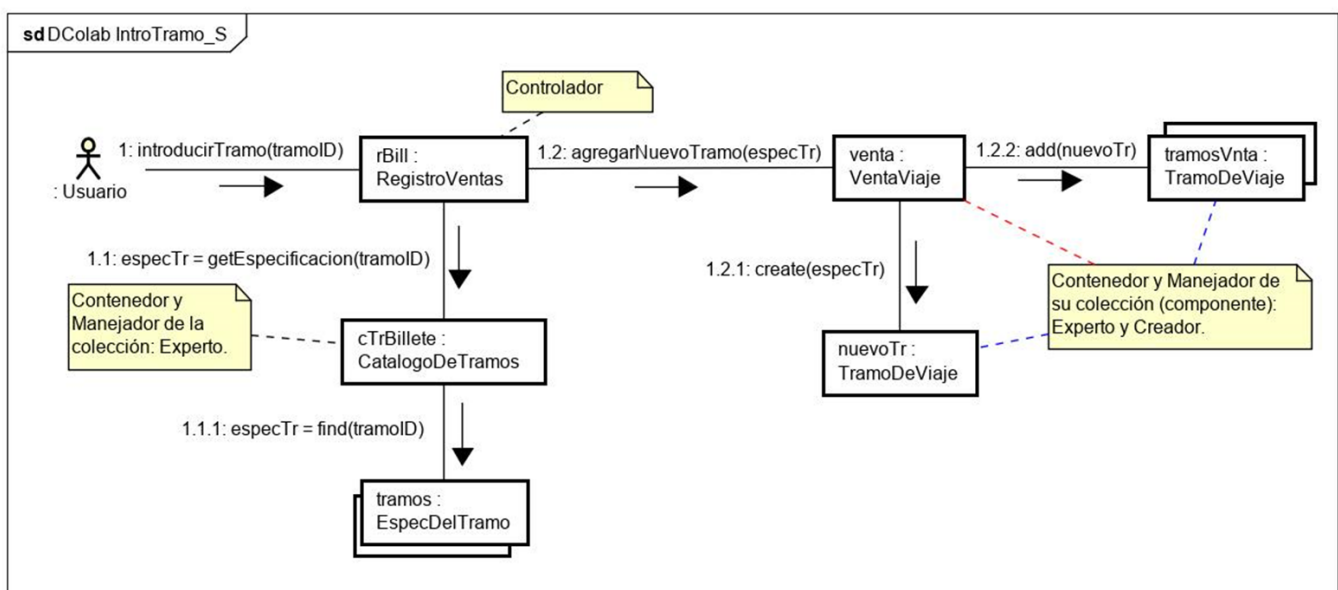 sd DColab IntroTramo_S
Controlador
1: introducirTramo(tramoID)
: Usuario
rBill :
RegistroVentas
1.2: agregarNuevoTramo(especTr)
venta :
VentaViaje
1.2.2: add(nuevoTr)
tramosVnta :
TramoDeViaje
1.1: especTr = getEspecificacion(tramoID)
1.2.1: create(especTr)
Contenedor y
Manejador de la
colección: Experto.
Contenedor y Manejador de
su colección (componente):
Experto y Creador.
cTrBillete :
CatalogoDeTramos
nuevoTr :
TramoDeViaje
1.1.1: especTr = find(tramoID)
tramos :
EspecDelTramo